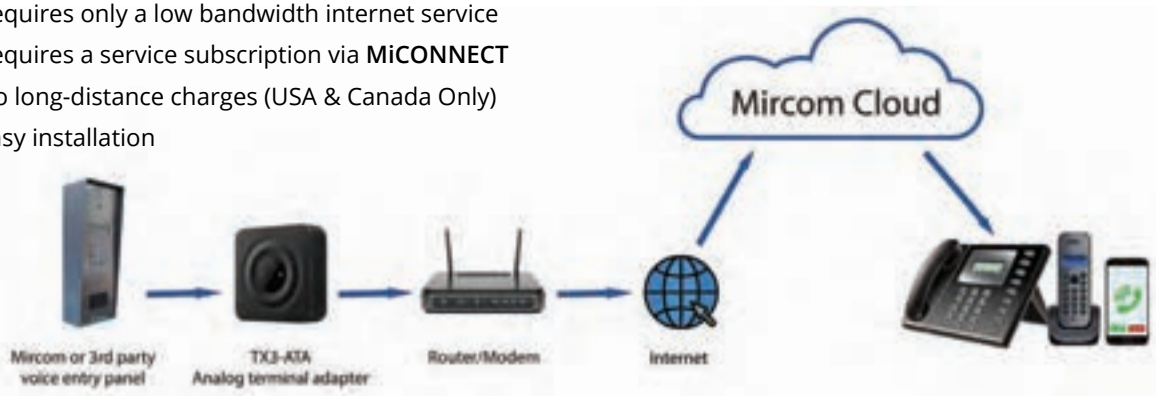 equires only a low bandwidth internet service
equires a service subscription via MiCONNECT
o long-distance charges (USA & Canada Only)
asy installation
Mircom Cloud
Mircom or 3rd party
voice entry panel
TX3-ATA
Analog terminal adapter
Router/Modem
Internet